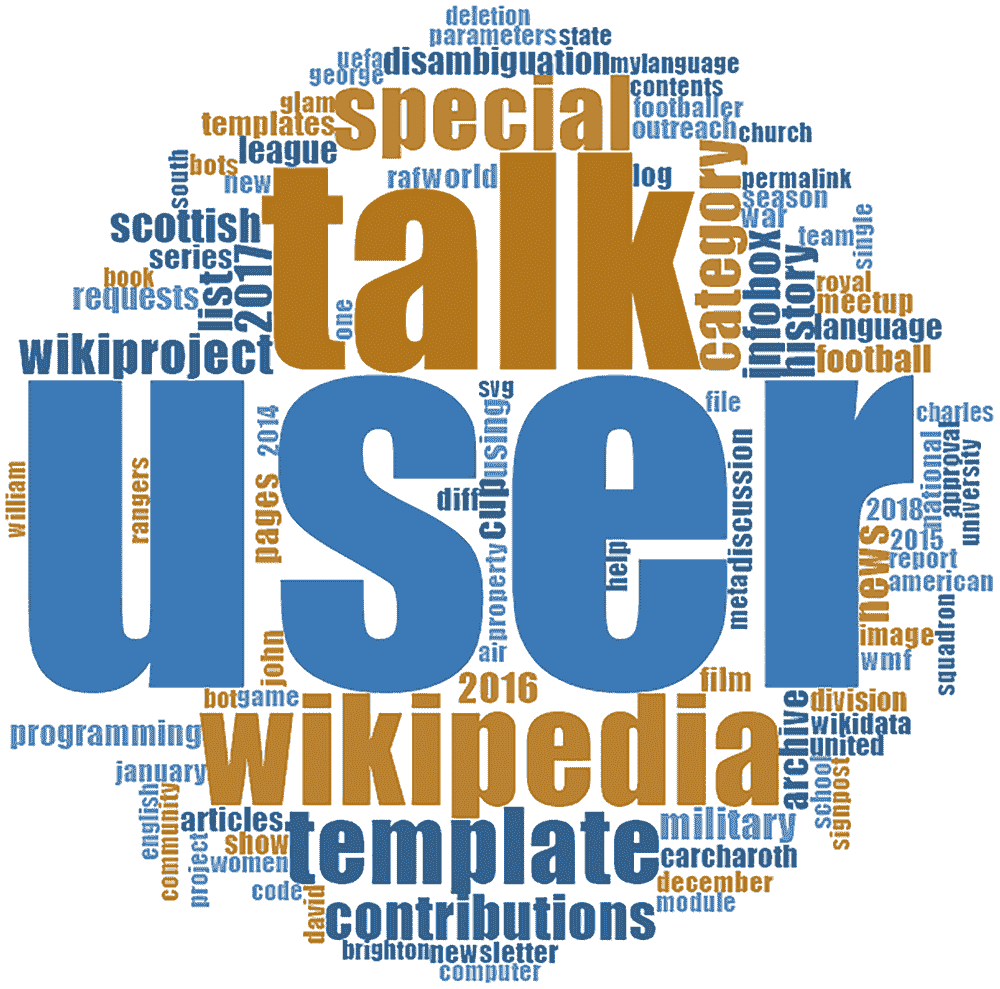 deletion
parameters
state
uefa
disambiguation
mylanguage
george
special
contents
glam
footballer
templates
outreach
church
league
talk
category
south
bots
new
rafworld
log
permalink
season
war
scottish
infobox
history
team
single
series
book
requests
list
2017
one
royal
meetup
language
wikiproject
football
user
svg
file
charles
2014
using
national
approval
university
william
rangers
pages
diff
cup
discussion
2018
2015
news
report
help
property
meta
american
air
squadron
john
image
wmf
2016
film
bot
game
wikipedia
archive
division
programming
wikidata
united
january
school
signpost
english
community
articles
template
military
show
project
women
carcharoth
code
december
david
contributions
module
brighton
newsletter
computer